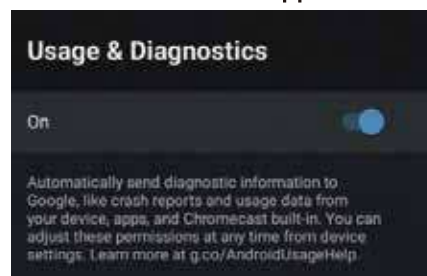 Usage & Diagnostics
On
Automatically send diagnostic information to
Google, like crash reports and usage data from
your device, apps, and Chromecast built-in. You can
adjust these permissions at any time from device
settings. Learn more at g.co/AndroidUsageHelp.